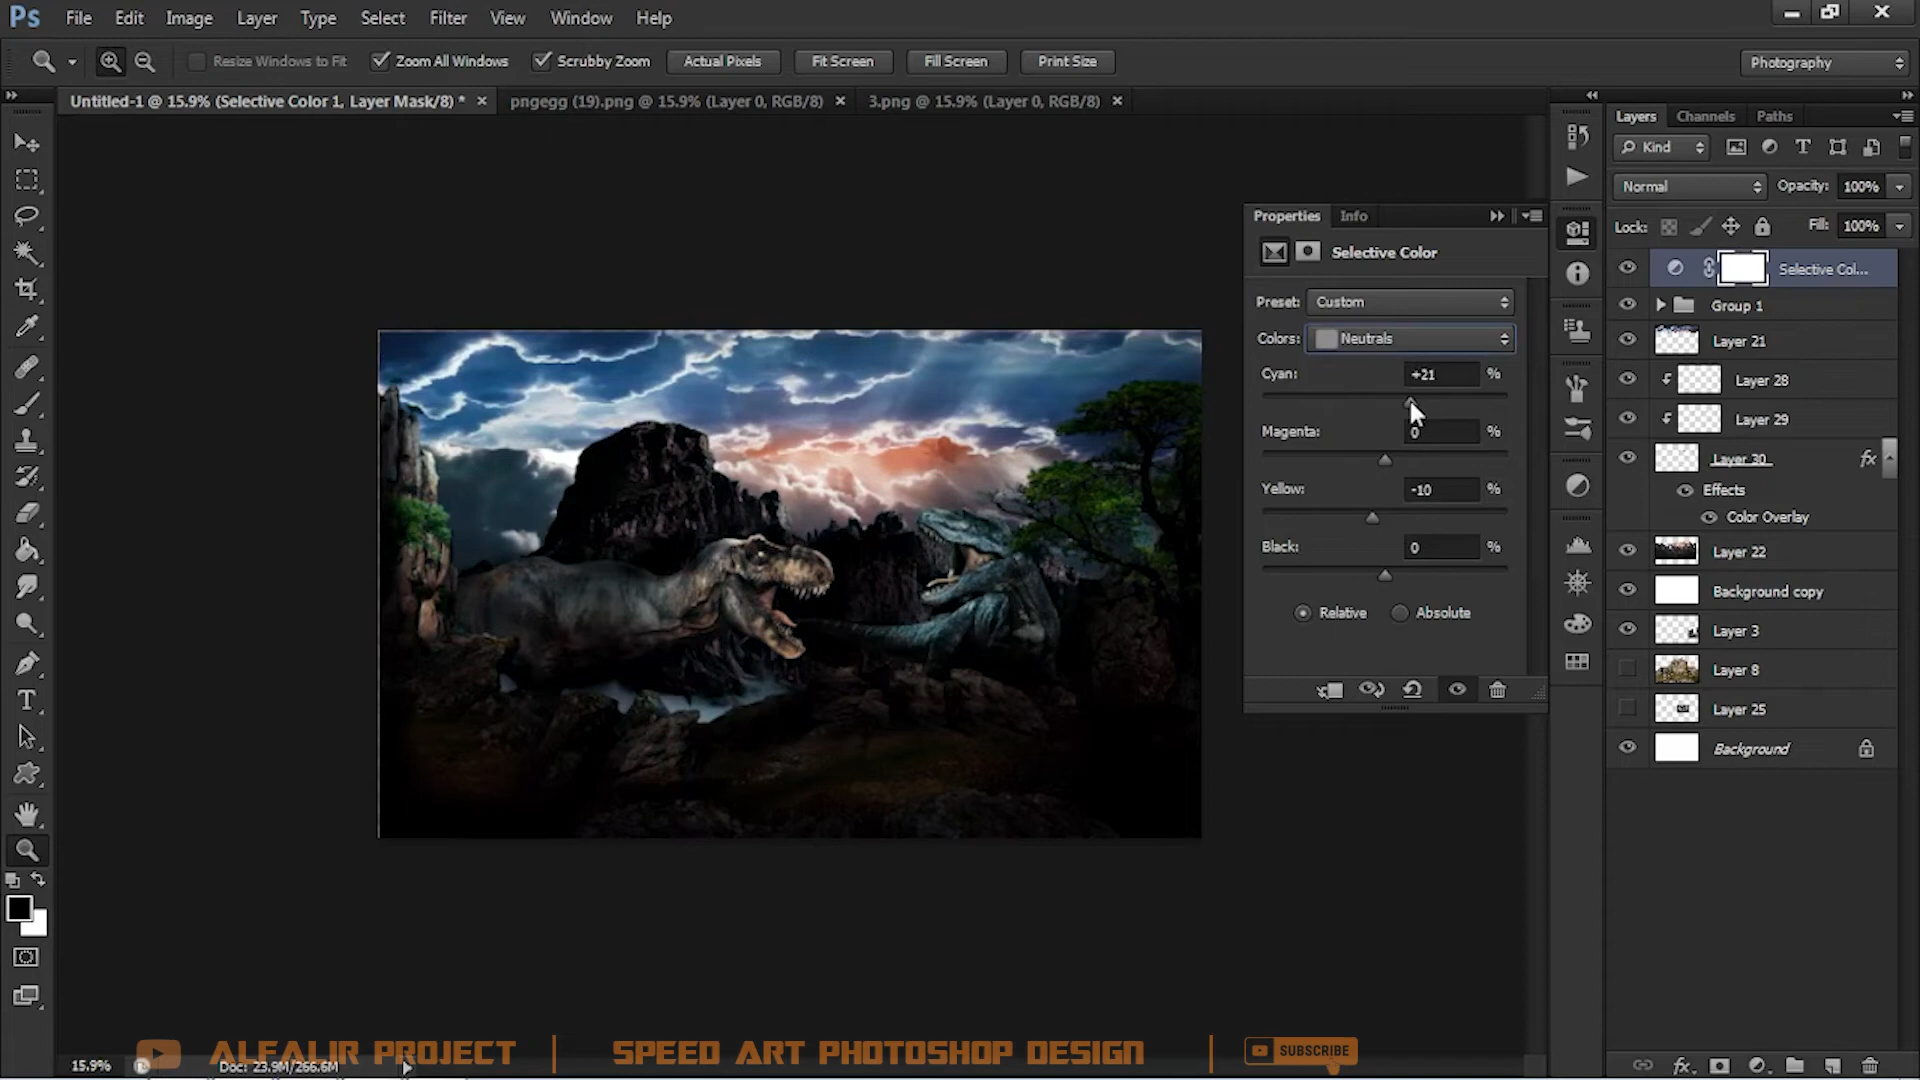 Ps File Edit Image Layer Type Select Filter View Window Help
Resize Windows to Fit Zoom All Windows Scrubby Zoom Actual Pixels Fit Screen Fill Screen Print Size Photography
Untitled-1 @ 15.9% (Selective Color 1, Layer Mask/8) * × pngegg (19).png @ 15.9% (Layer 0, RGB/8) × 3.png @ 15.9% (Layer 0, RGB/8) ×
Layers Channels Paths
Kind
Normal Opacity: 100%
Lock: Fill: 100%
Selective Col...
Group 1
Layer 21
Layer 28
Layer 29
Layer 30 fx
Effects
Color Overlay
Layer 22
Background copy
Layer 3
Layer 8
Layer 25
Background
Properties Info
Selective Color
Preset: Custom
Colors: Neutrals
Cyan: +21 %
Magenta: 0 %
Yellow: -10 %
Black: 0 %
Relative Absolute
ALFALIR PROJECT | SPEED ART PHOTOSHOP DESIGN | SUBSCRIBE
15.9% Doc: 23.9M/266.6M